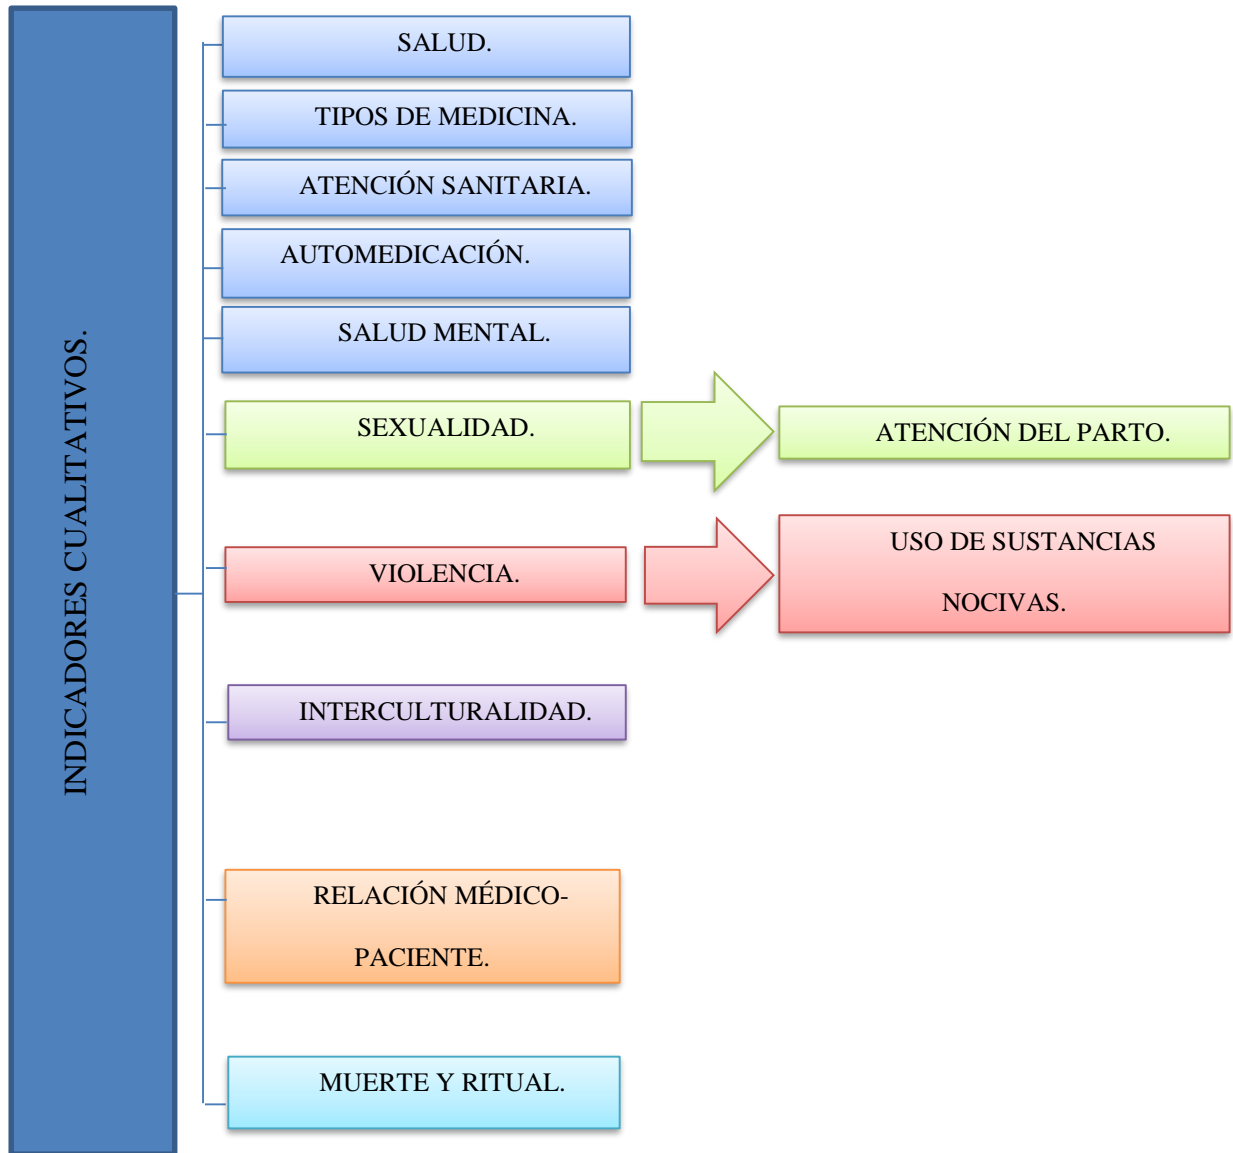 INDICADORES CUALITATIVOS.
SALUD.
TIPOS DE MEDICINA.
ATENCIÓN SANITARIA.
AUTOMEDICACIÓN.
SALUD MENTAL.
SEXUALIDAD.
ATENCIÓN DEL PARTO.
VIOLENCIA.
USO DE SUSTANCIAS
NOCIVAS.
INTERCULTURALIDAD.
RELACIÓN MÉDICO-
PACIENTE.
MUERTE Y RITUAL.